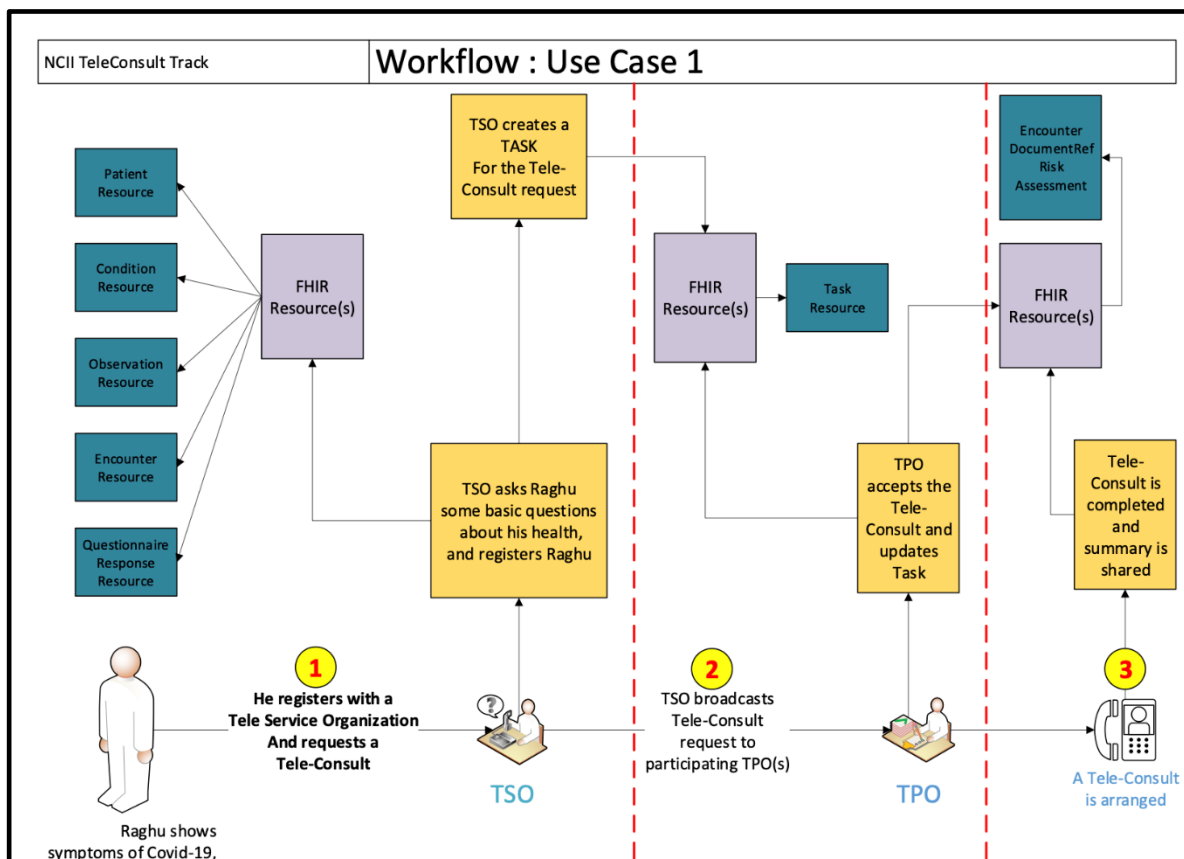 NCII TeleConsult Track
Workflow : Use Case 1
TSO creates a
TASK
For the Tele-
Consult request
Encounter
DocumentRef
Risk
Assessment
Patient
Resource
Condition
Resource
Observation
Resource
Encounter
Resource
Questionnaire
Response
Resource
FHIR
Resource(s)
FHIR
Resource(s)
Task
Resource
FHIR
Resource(s)
TSO asks Raghu
some basic questions
about his health,
and registers Raghu
TPO
accepts the
Tele-
Consult and
updates
Task
Tele-
Consult is
completed
and
summary is
shared
1
He registers with a
Tele Service Organization
And requests a
Tele-Consult
?
TSO
2
TSO broadcasts
Tele-Consult
request to
participating TPO(s)
TPO
3
A Tele-Consult
is arranged
Raghu shows
symptoms of Covid-19,